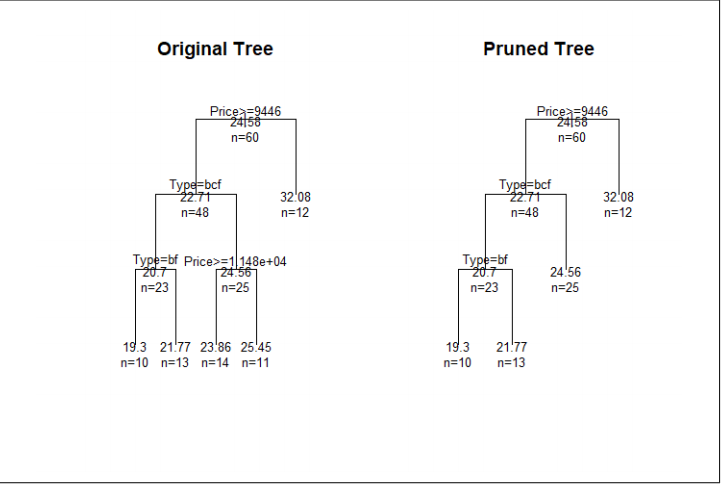 Original Tree
Price>=9446
24.58
n=60
Type=bcf
22.71
n=48
32.08
n=12
Type=bf
20.7
n=23
Price>=1.148e+04
24.56
n=25
19.3
n=10
21.77
n=13
23.86
n=14
25.45
n=11
Pruned Tree
Price>=9446
24.58
n=60
Type=bcf
22.71
n=48
32.08
n=12
Type=bf
20.7
n=23
24.56
n=25
19.3
n=10
21.77
n=13